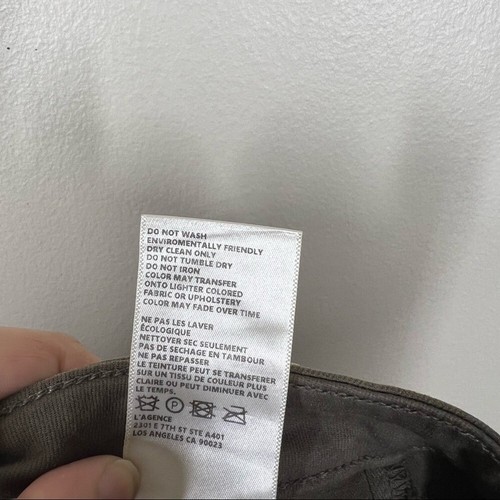 DO NOT WASH
ENVIROMENTALLY FRIENDLY
DRY CLEAN ONLY
DO NOT TUMBLE DRY
DO NOT IRON
COLOR MAY TRANSFER
ONTO LIGHTER COLORED
FABRIC OR UPHOLSTERY
COLOR MAY FADE OVER TIME
NE PAS LES LAVER
ÉCOLOGIQUE
NETTOYER SEC SEULEMENT
PAS DE SECHAGE EN TAMBOUR
NE PAS REPASSER
LE TEINTURE PEUT SE TRANSFERER
SUR UN TISSU DE COULEUR PLUS
CLAIRE OU PEUT DIMINUER AVEC
LE TEMPS.
P
L'AGENCE
2301 E 7TH ST STE A401
LOS ANGELES CA 90023